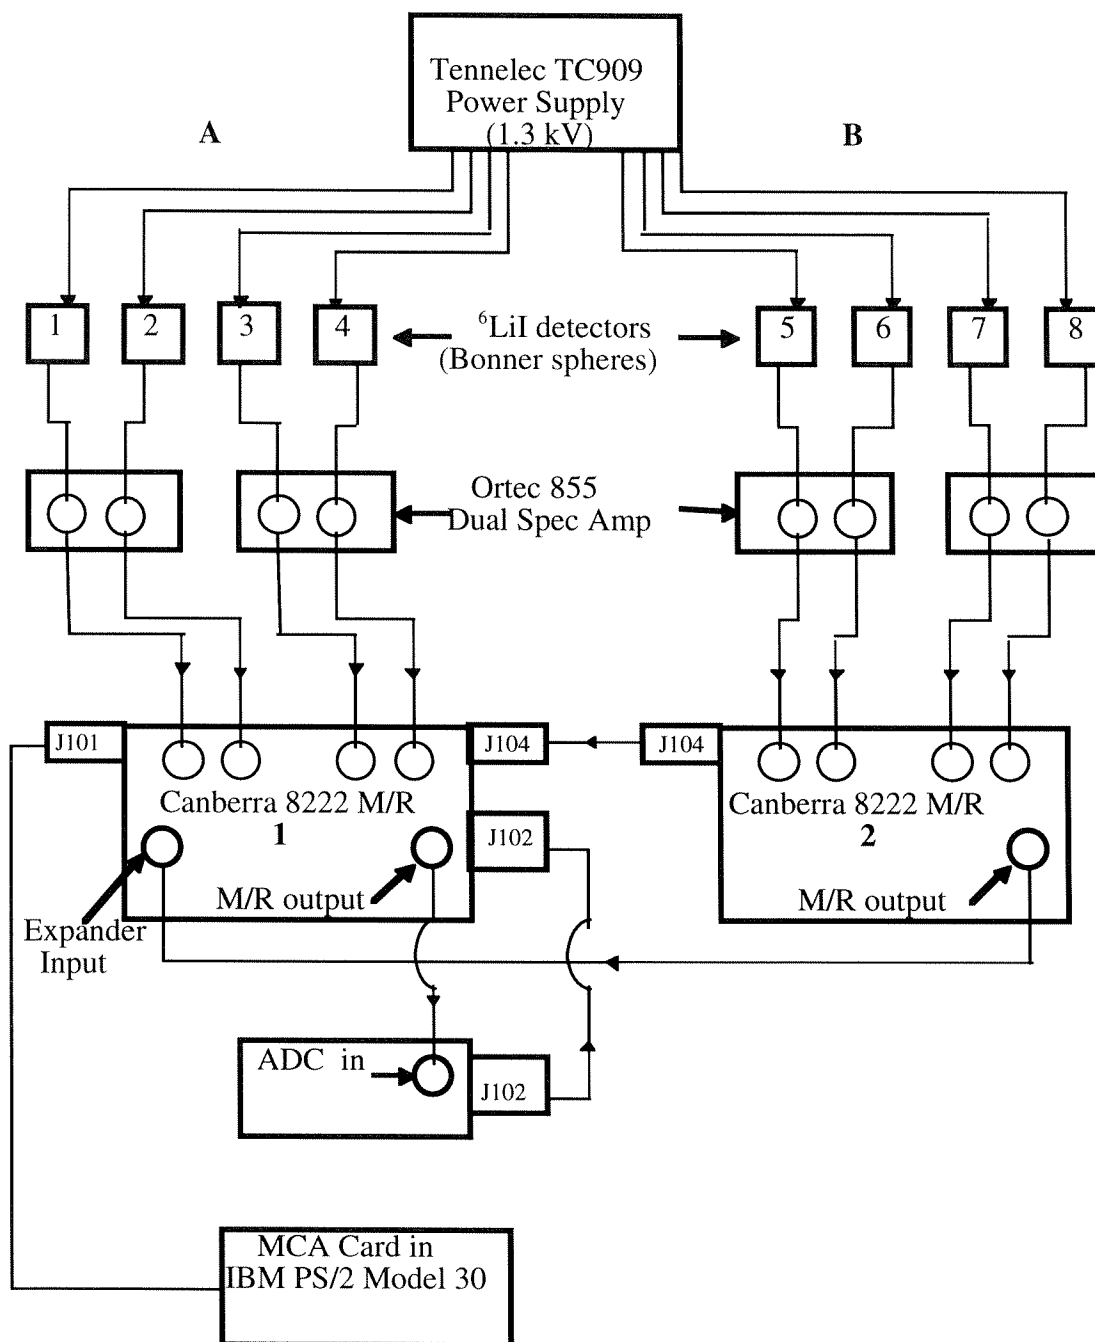 Tennelec TC909
Power Supply
(1.3 kV)
A
B
1
2
3
4
⁶LiI detectors
(Bonner spheres)
5
6
7
8
Ortec 855
Dual Spec Amp
J101
J104
J104
Canberra 8222 M/R
1
J102
Canberra 8222 M/R
2
M/R output
M/R output
Expander
Input
ADC in
J102
MCA Card in
IBM PS/2 Model 30